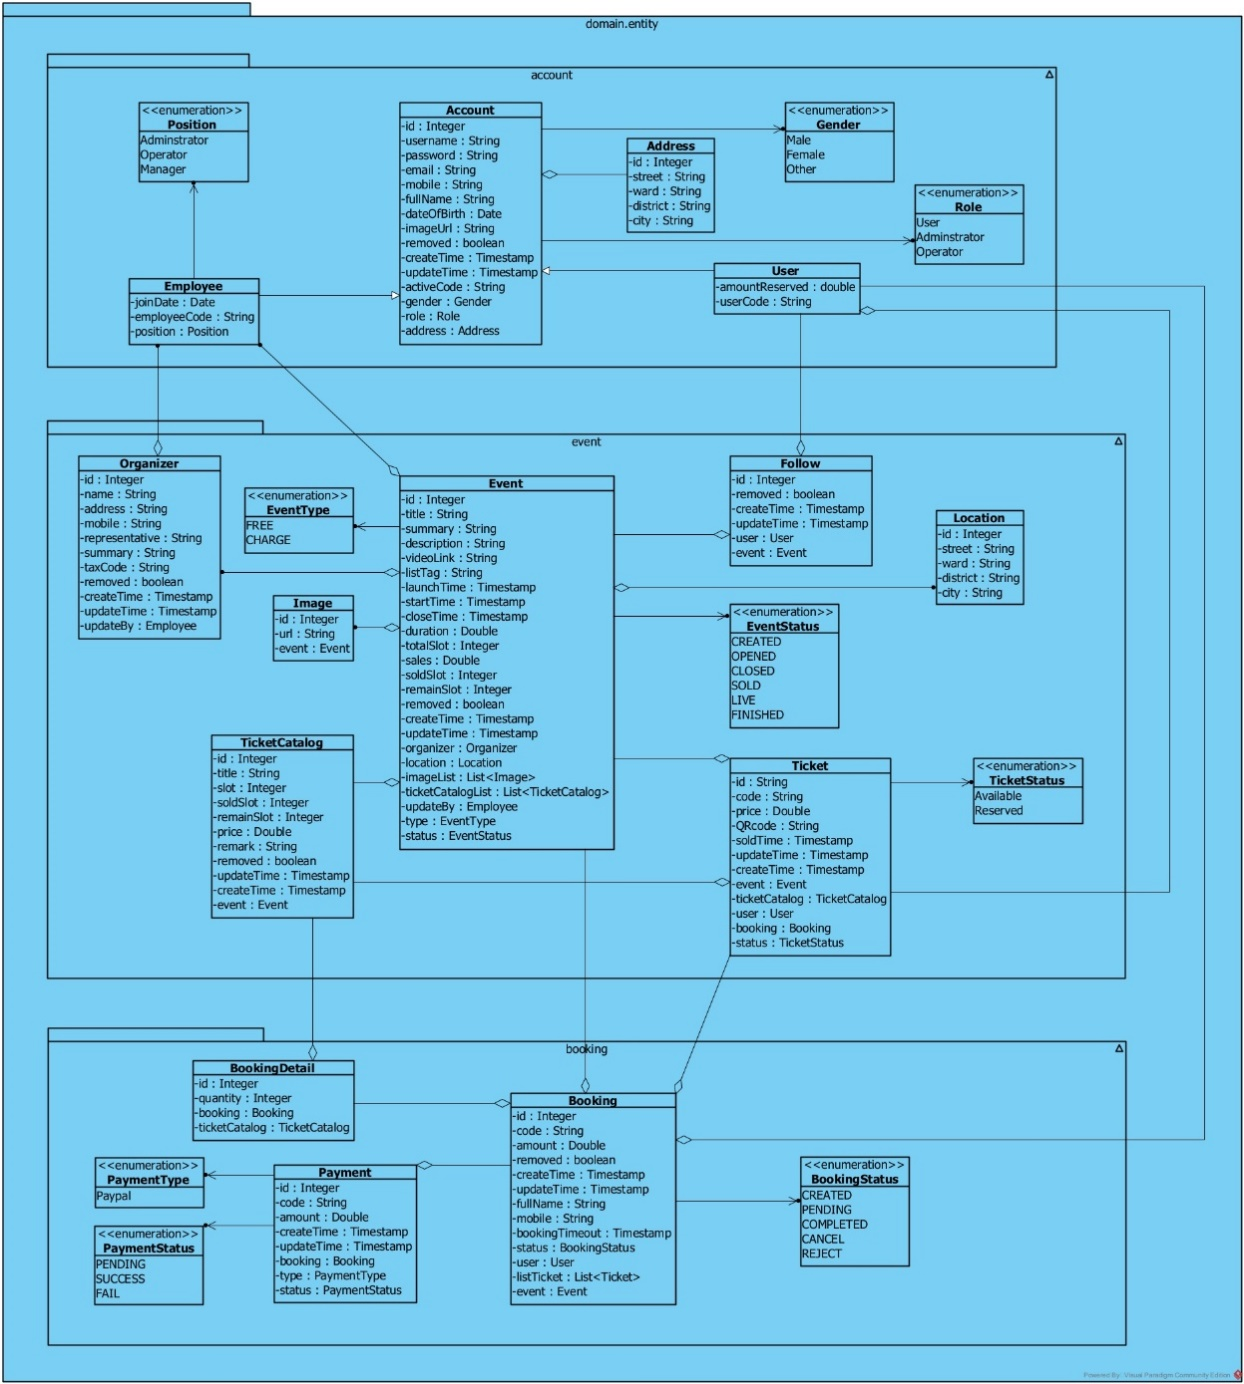 domain.entity
account
<<enumeration>>
Position
Adminstrator
Operator
Manager
Account
-id : Integer
-username : String
-password : String
-email : String
-mobile : String
-fullName : String
-dateOfBirth : Date
-imageUrl : String
-removed : boolean
-createTime : Timestamp
-updateTime : Timestamp
-activeCode : String
-gender : Gender
-role : Role
-address : Address
<<enumeration>>
Gender
Male
Female
Other
Address
-id : Integer
-street : String
-ward : String
-district : String
-city : String
<<enumeration>>
Role
User
Adminstrator
Operator
Employee
-joinDate : Date
-employeeCode : String
-position : Position
User
-amountReserved : double
-userCode : String
event
Organizer
-id : Integer
-name : String
-address : String
-mobile : String
-representative : String
-summary : String
-taxCode : String
-removed : boolean
-createTime : Timestamp
-updateTime : Timestamp
-updateBy : Employee
<<enumeration>>
EventType
FREE
CHARGE
Image
-id : Integer
-url : String
-event : Event
Event
-id : Integer
-title : String
-summary : String
-description : String
-videoLink : String
-listTag : String
-launchTime : Timestamp
-startTime : Timestamp
-closeTime : Timestamp
-duration : Double
-totalSlot : Integer
-sales : Double
-soldSlot : Integer
-remainSlot : Integer
-removed : boolean
-createTime : Timestamp
-updateTime : Timestamp
-organizer : Organizer
-location : Location
-imageList : List<Image>
-ticketCatalogList : List<TicketCatalog>
-updateBy : Employee
-type : EventType
-status : EventStatus
Follow
-id : Integer
-removed : boolean
-createTime : Timestamp
-updateTime : Timestamp
-user : User
-event : Event
Location
-id : Integer
-street : String
-ward : String
-district : String
-city : String
<<enumeration>>
EventStatus
CREATED
OPENED
CLOSED
SOLD
LIVE
FINISHED
TicketCatalog
-id : Integer
-title : String
-slot : Integer
-soldSlot : Integer
-remainSlot : Integer
-price : Double
-remark : String
-removed : boolean
-updateTime : Timestamp
-createTime : Timestamp
-event : Event
Ticket
-id : String
-code : String
-price : Double
-QRcode : String
-soldTime : Timestamp
-updateTime : Timestamp
-createTime : Timestamp
-event : Event
-ticketCatalog : TicketCatalog
-user : User
-booking : Booking
-status : TicketStatus
<<enumeration>>
TicketStatus
Available
Reserved
booking
BookingDetail
-id : Integer
-quantity : Integer
-booking : Booking
-ticketCatalog : TicketCatalog
<<enumeration>>
PaymentType
Paypal
<<enumeration>>
PaymentStatus
PENDING
SUCCESS
FAIL
Payment
-id : Integer
-code : String
-amount : Double
-createTime : Timestamp
-updateTime : Timestamp
-booking : Booking
-type : PaymentType
-status : PaymentStatus
Booking
-id : Integer
-code : String
-amount : Double
-removed : boolean
-createTime : Timestamp
-updateTime : Timestamp
-fullName : String
-mobile : String
-bookingTimeout : Timestamp
-status : BookingStatus
-user : User
-listTicket : List<Ticket>
-event : Event
<<enumeration>>
BookingStatus
CREATED
PENDING
COMPLETED
CANCEL
REJECT
Powered By: Visual Paradigm Community Edition